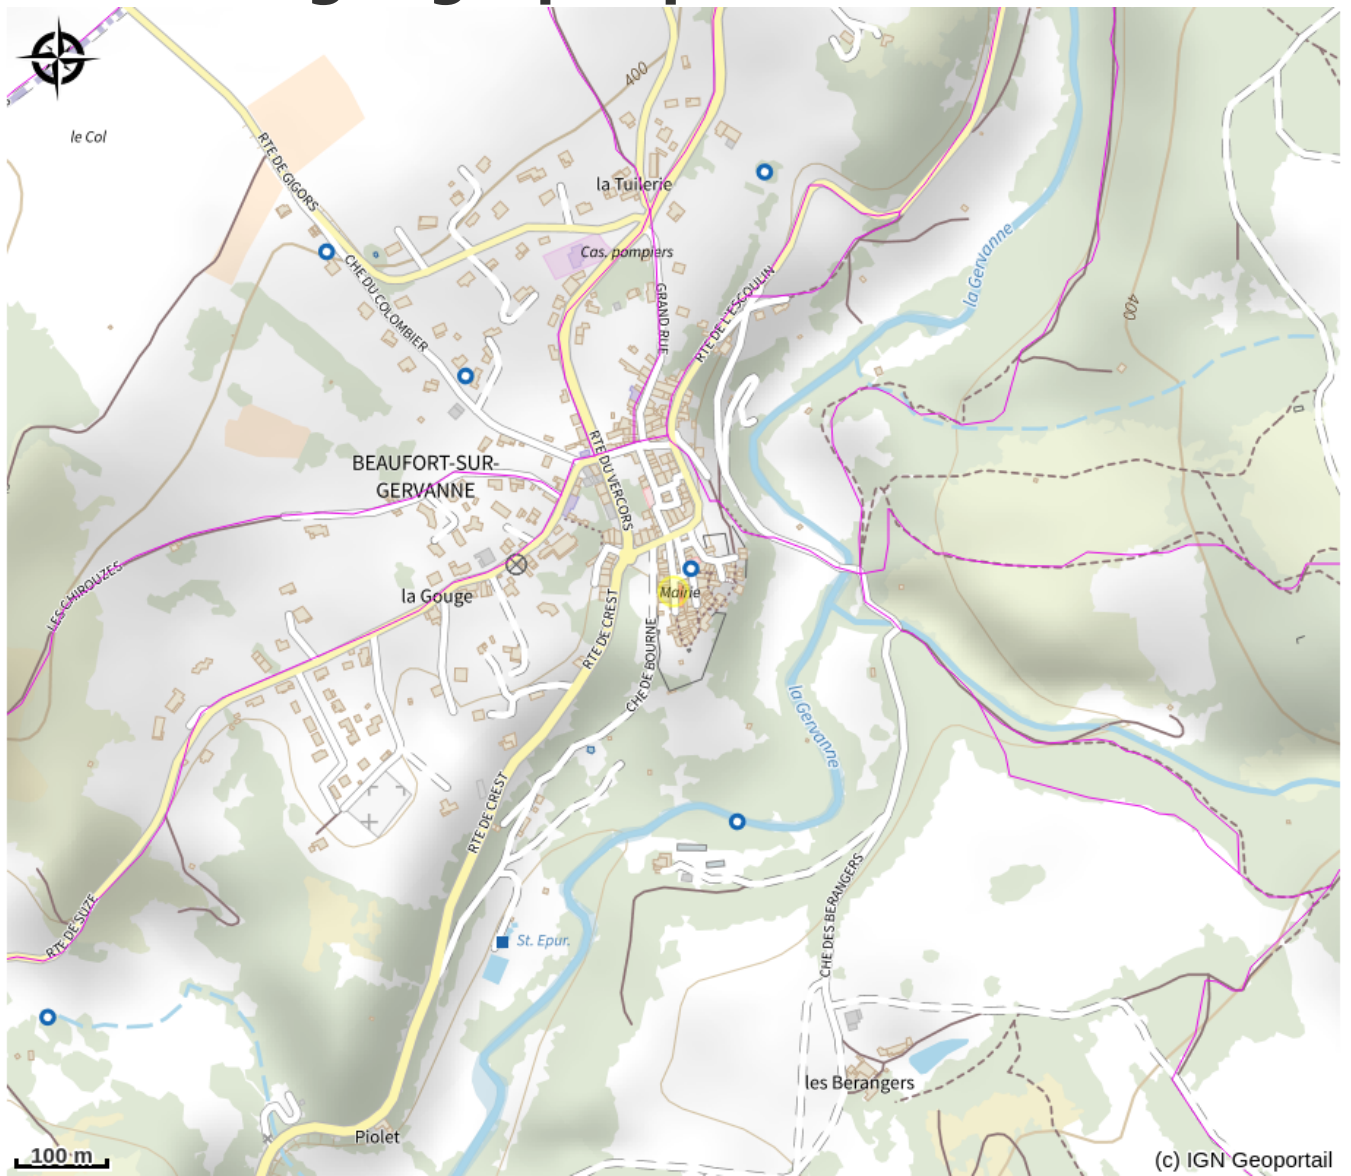 400
le Col
RTE DE GIGORS
la Tuilerie
la Gervanne
Cas. pompiers
CHE DU COLOMBIER
GRAND RUE
RTE DE L'ESCOULIN
400
BEAUFORT-SUR-
GERVANNE
RTE DU VERCORS
LES CHIROUZES
la Gouge
Mairie
RTE DE CREST
CHE DE BOURNE
la Gervanne
RTE DE CREST
CHE DES BERANGERS
RTE DE SUZE
St. Epur.
les Berangers
Piolet
100 m
(c) IGN Geoportail